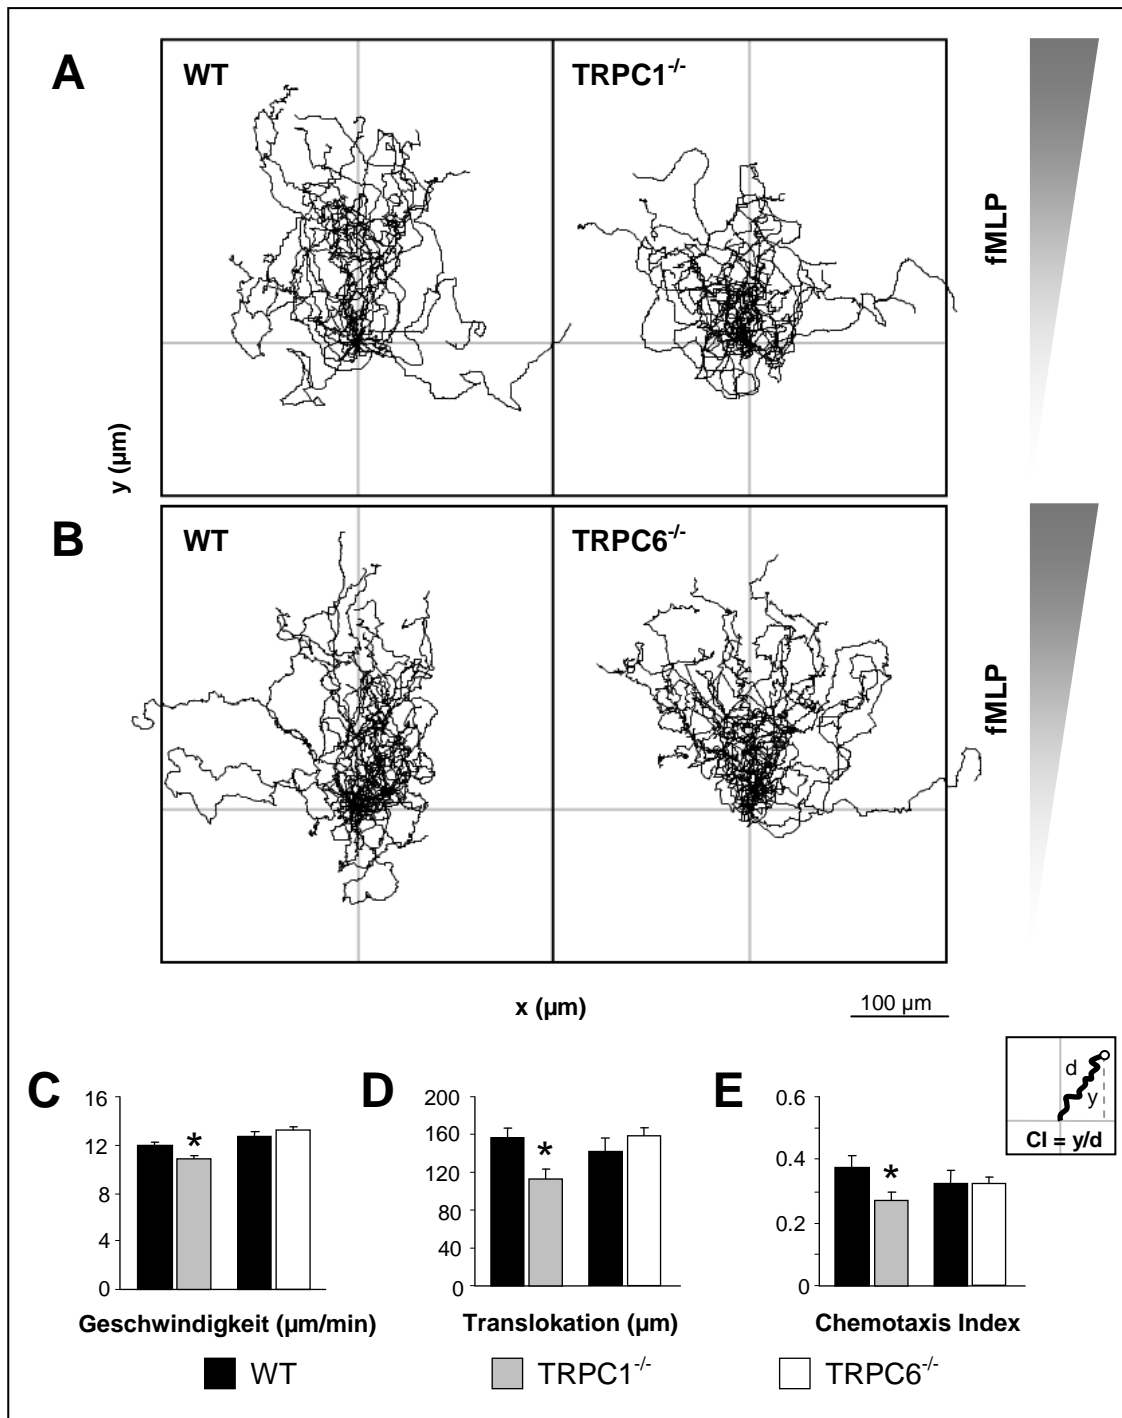 A
WT
TRPC1-/-
fMLP
y (µm)
B
WT
TRPC6-/-
fMLP
x (µm)
100 µm
C
16
12
8
4
0
*
Geschwindigkeit (µm/min)
D
200
160
120
80
40
0
*
Translokation (µm)
E
0.6
0.4
0.2
0
*
Chemotaxis Index
d
y
CI = y/d
WT
TRPC1-/-
TRPC6-/-